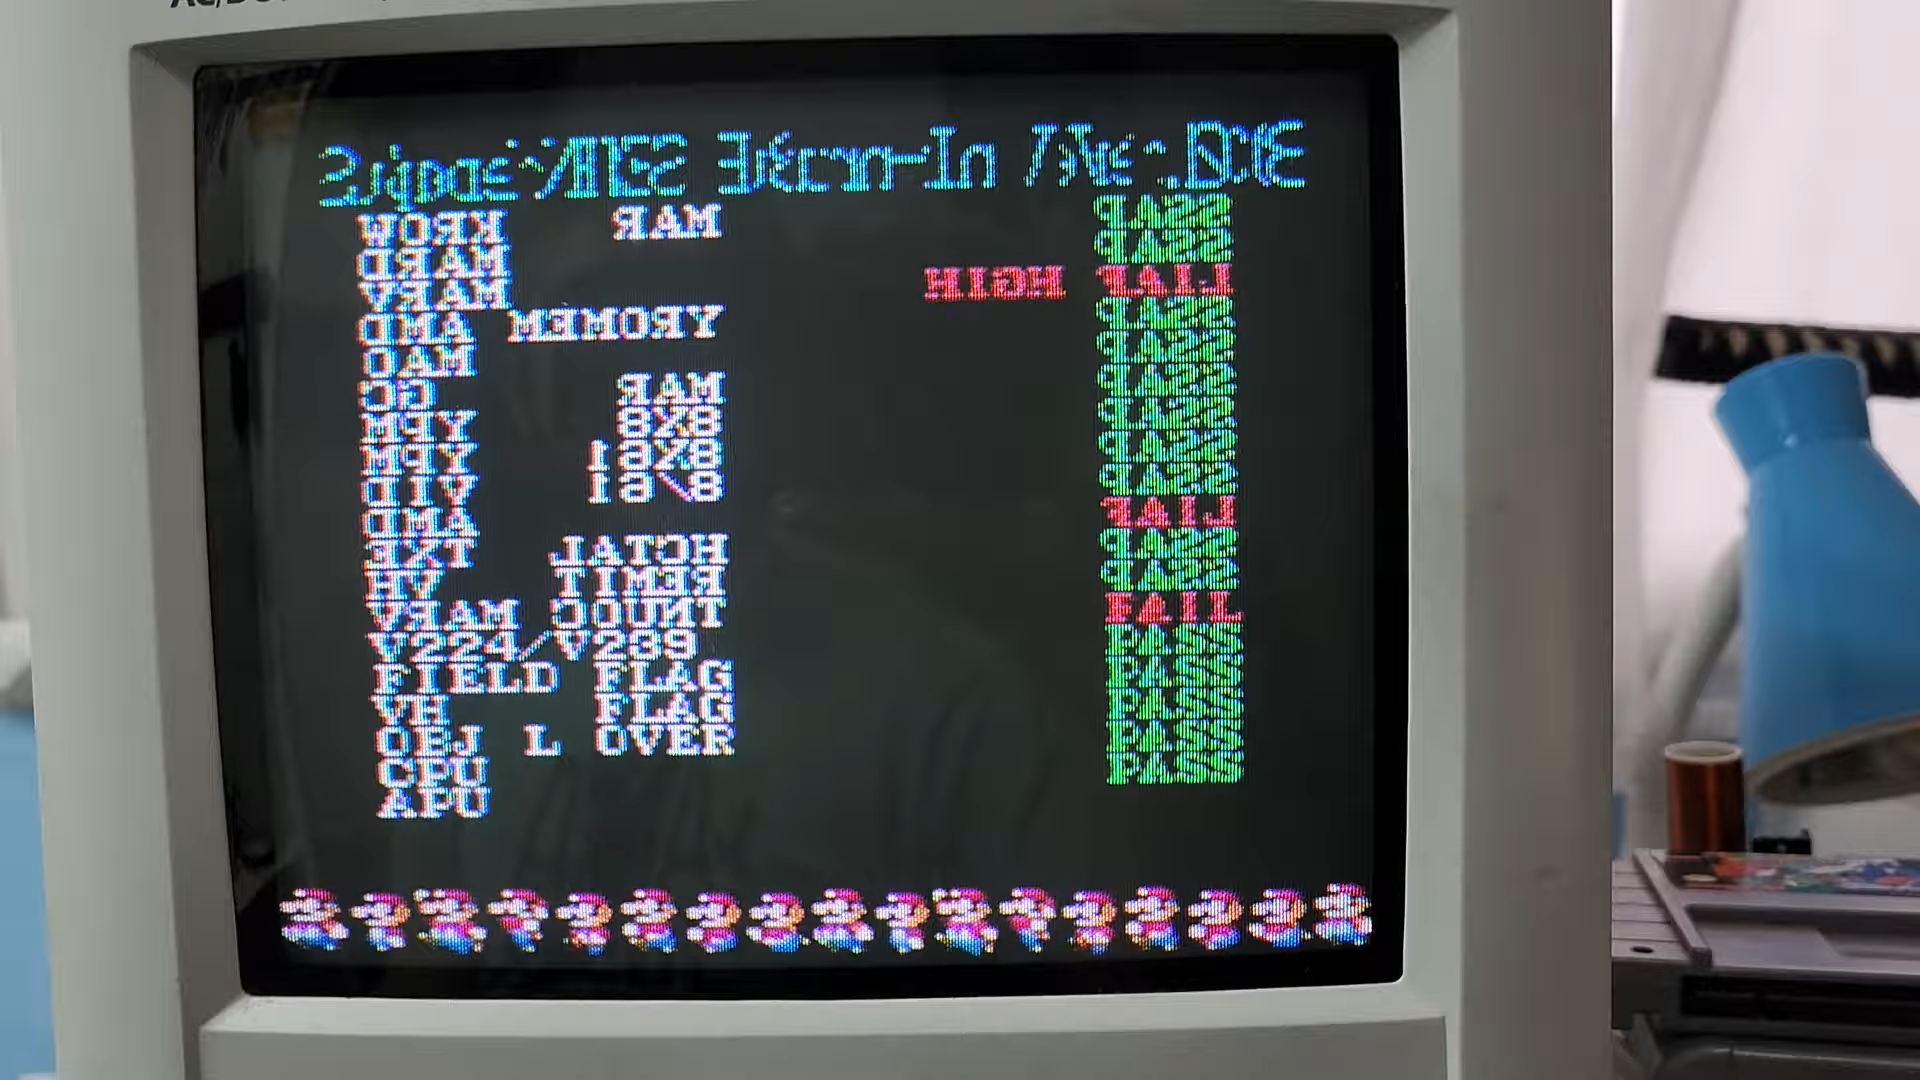 WORK RAM PASS
DRAM PASS
VRAM HIGH FAIL
DMA MEMORY PASS
OAM PASS
CG RAM PASS
MPY 8X8 PASS
MPY 16X8 PASS
DIV 16/8 PASS
DMA FAIL
EXT LATCH PASS
HV TIMER PASS
VRAM COUNT FAIL
V224/V239 PASS
FIELD FLAG PASS
VH FLAG PASS
OBJ L OVER PASS
CPU PASS
APU